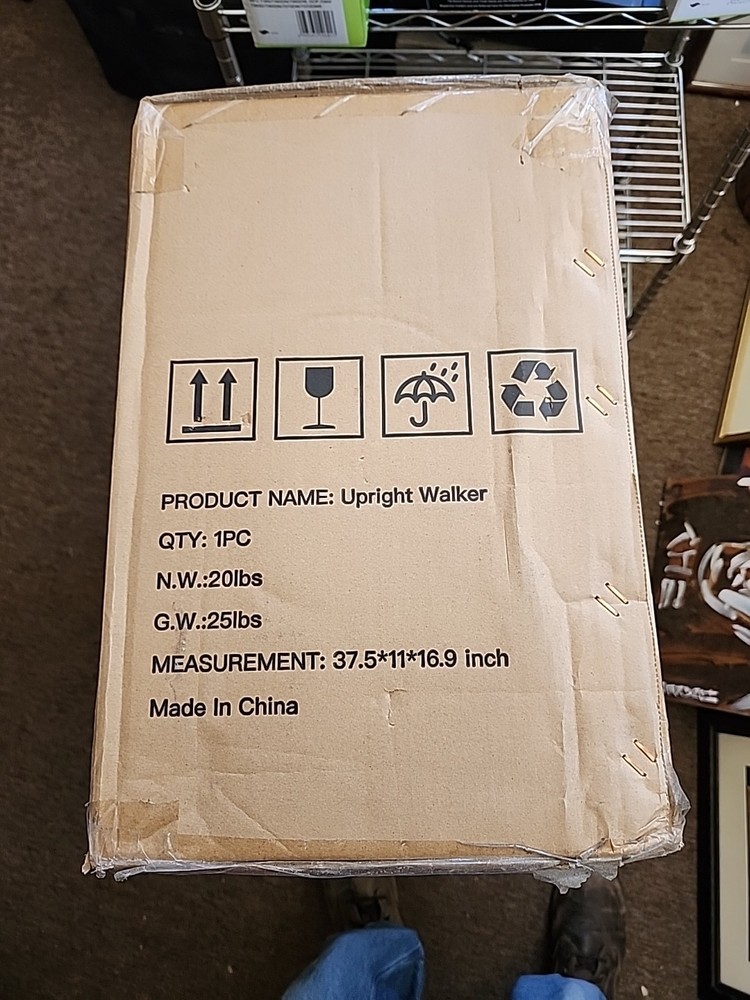 PRODUCT NAME: Upright Walker
QTY: 1PC
N.W.:20lbs
G.W.:25lbs
MEASUREMENT: 37.5*11*16.9 inch
Made In China